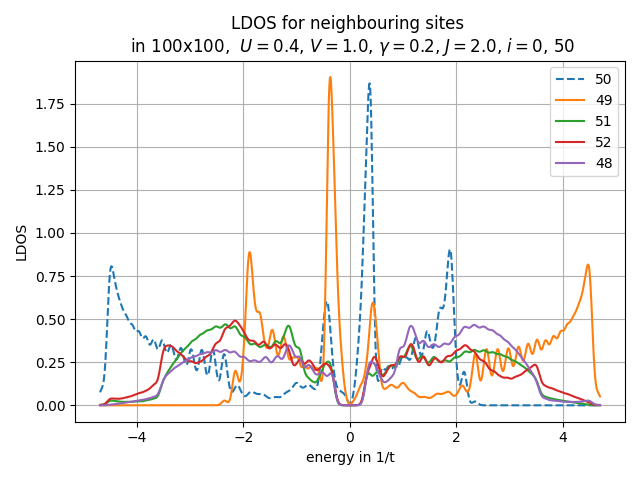 LDOS for neighbouring sites
in 100x100, U = 0.4, V = 1.0, γ = 0.2, J = 2.0, i = 0, 50
50
49
51
52
48
LDOS
1.75
1.50
1.25
1.00
0.75
0.50
0.25
0.00
−4 −2 0 2 4
energy in 1/t